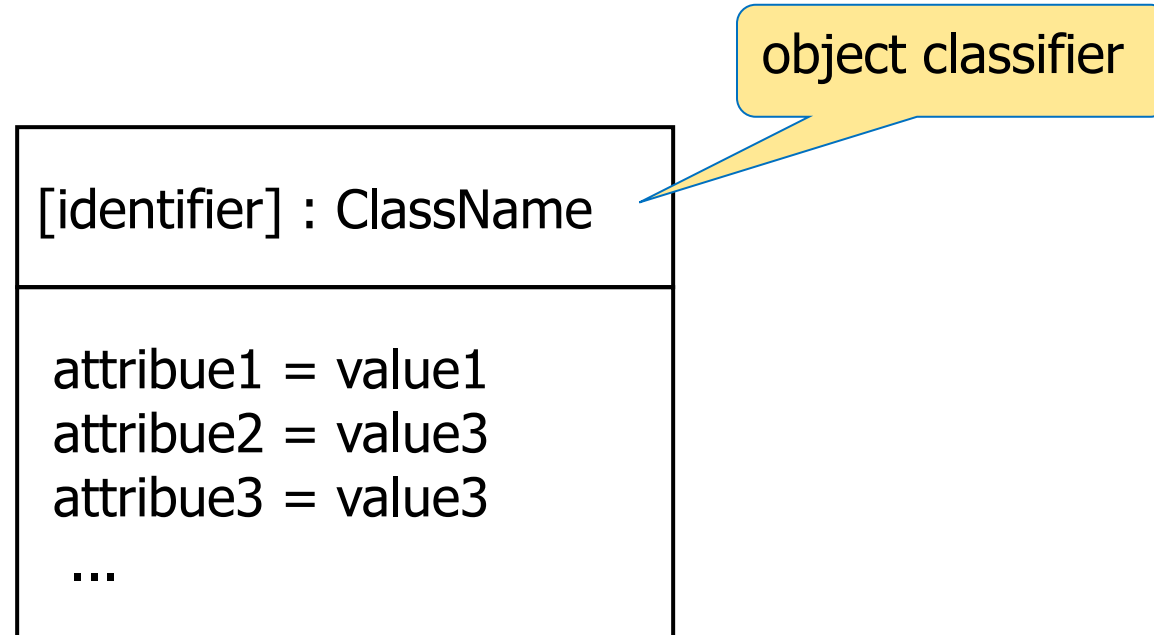 object classifier
[identifier] : ClassName
attribue1 = value1
attribue2 = value3
attribue3 = value3
...